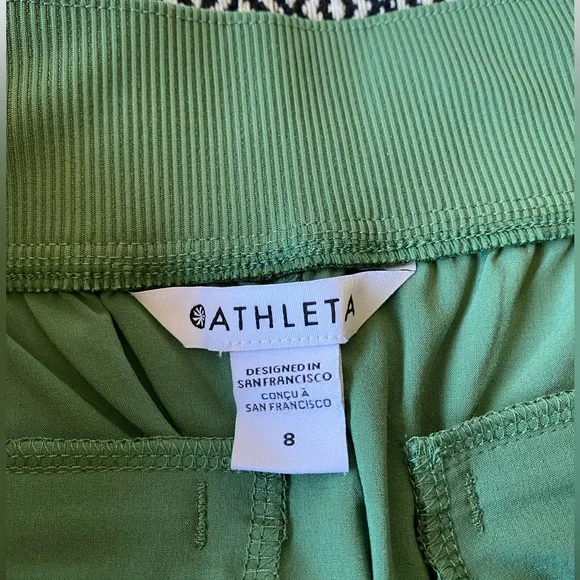 ATHLETA
DESIGNED IN
SAN FRANCISCO
CONÇU À
SAN FRANCISCO
8